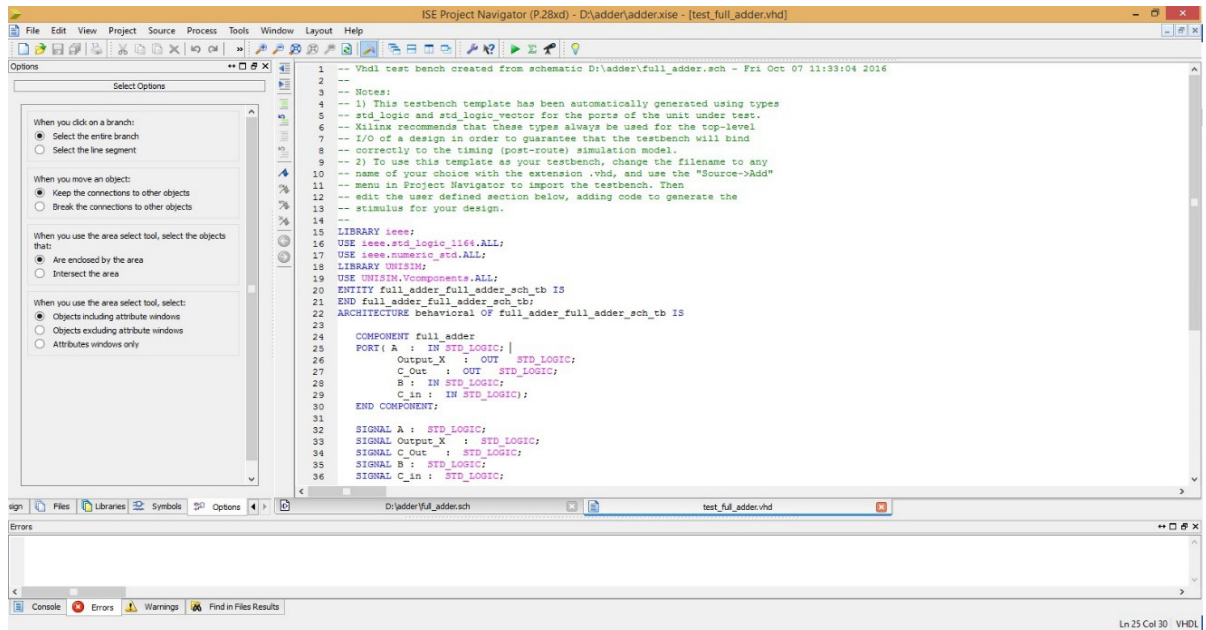 ISE Project Navigator (P.28xd) - D:\adder\adder.xise - [test_full_adder.vhd]
File Edit View Project Source Process Tools Window Layout Help
Options
Select Options
When you click on a branch:
Select the entire branch
Select the line segment
When you move an object:
Keep the connections to other objects
Break the connections to other objects
When you use the area select tool, select the objects
that:
Are enclosed by the area
Intersect the area
When you use the area select tool, select:
Objects including attribute windows
Objects excluding attribute windows
Attributes windows only
1 -- Vhdl test bench created from schematic D:\adder\full_adder.sch - Fri Oct 07 11:33:04 2016
2 --
3 -- Notes:
4 -- 1) This testbench template has been automatically generated using types
5 -- std_logic and std_logic_vector for the ports of the unit under test.
6 -- Xilinx recommends that these types always be used for the top-level
7 -- I/O of a design in order to guarantee that the testbench will bind
8 -- correctly to the timing (post-route) simulation model.
9 -- 2) To use this template as your testbench, change the filename to any
10 -- name of your choice with the extension .vhd, and use the "Source->Add"
11 -- menu in Project Navigator to import the testbench. Then
12 -- edit the user defined section below, adding code to generate the
13 -- stimulus for your design.
14 --
15 LIBRARY ieee;
16 USE ieee.std_logic_1164.ALL;
17 USE ieee.numeric_std.ALL;
18 LIBRARY UNISIM;
19 USE UNISIM.Vcomponents.ALL;
20 ENTITY full_adder_full_adder_sch_tb IS
21 END full_adder_full_adder_sch_tb;
22 ARCHITECTURE behavioral OF full_adder_full_adder_sch_tb IS
23
24 COMPONENT full_adder
25 PORT( A : IN STD_LOGIC;
26 Output_X : OUT STD_LOGIC;
27 C_Out : OUT STD_LOGIC;
28 B : IN STD_LOGIC;
29 C_in : IN STD_LOGIC);
30 END COMPONENT;
31
32 SIGNAL A : STD_LOGIC;
33 SIGNAL Output_X : STD_LOGIC;
34 SIGNAL C_Out : STD_LOGIC;
35 SIGNAL B : STD_LOGIC;
36 SIGNAL C_in : STD_LOGIC;
sign Files Libraries Symbols Options D:\adder\full_adder.sch test_full_adder.vhd
Errors
Console Errors Warnings Find in Files Results
Ln 25 Col 30 VHDL